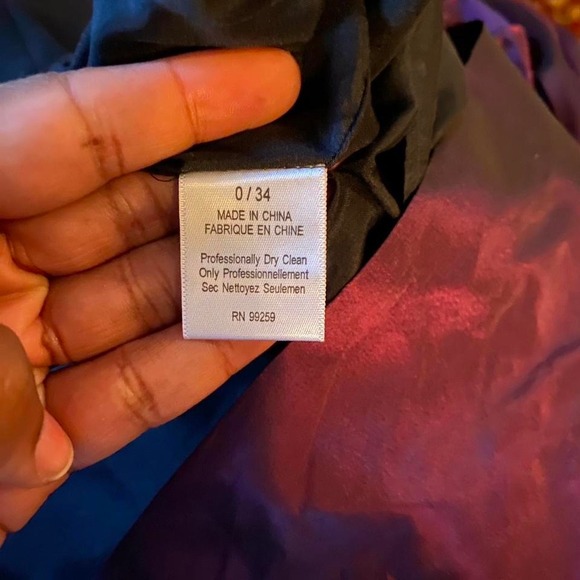 0 / 34
MADE IN CHINA
FABRIQUE EN CHINE
Professionally Dry Clean
Only Professionnellement
Sec Nettoyez Seulemen
RN 99259